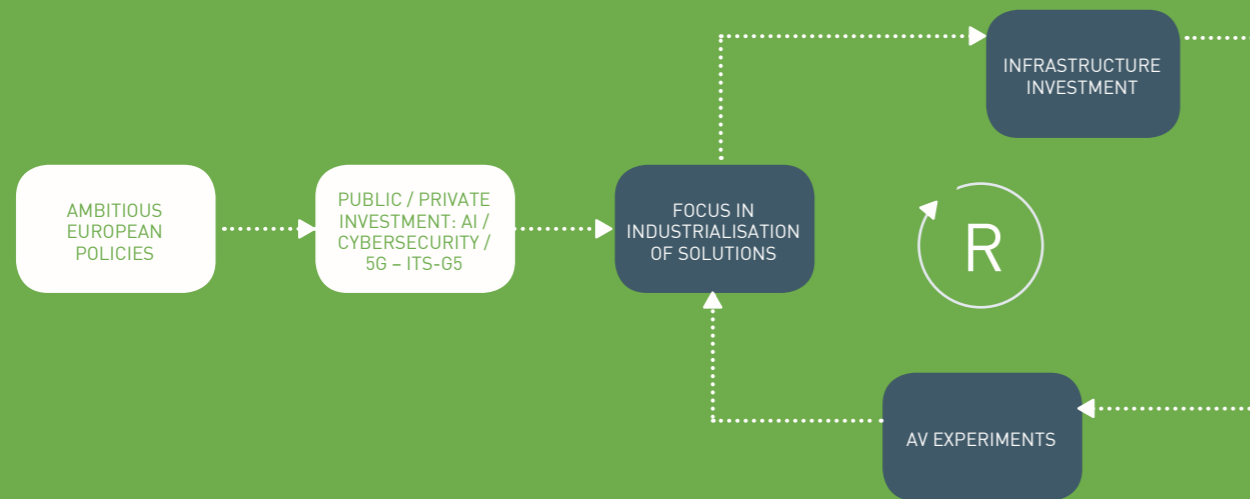 AMBITIOUS
EUROPEAN
POLICIES
PUBLIC / PRIVATE
INVESTMENT: AI /
CYBERSECURITY /
5G – ITS-G5
FOCUS IN
INDUSTRIALISATION
OF SOLUTIONS
INFRASTRUCTURE
INVESTMENT
R
AV EXPERIMENTS